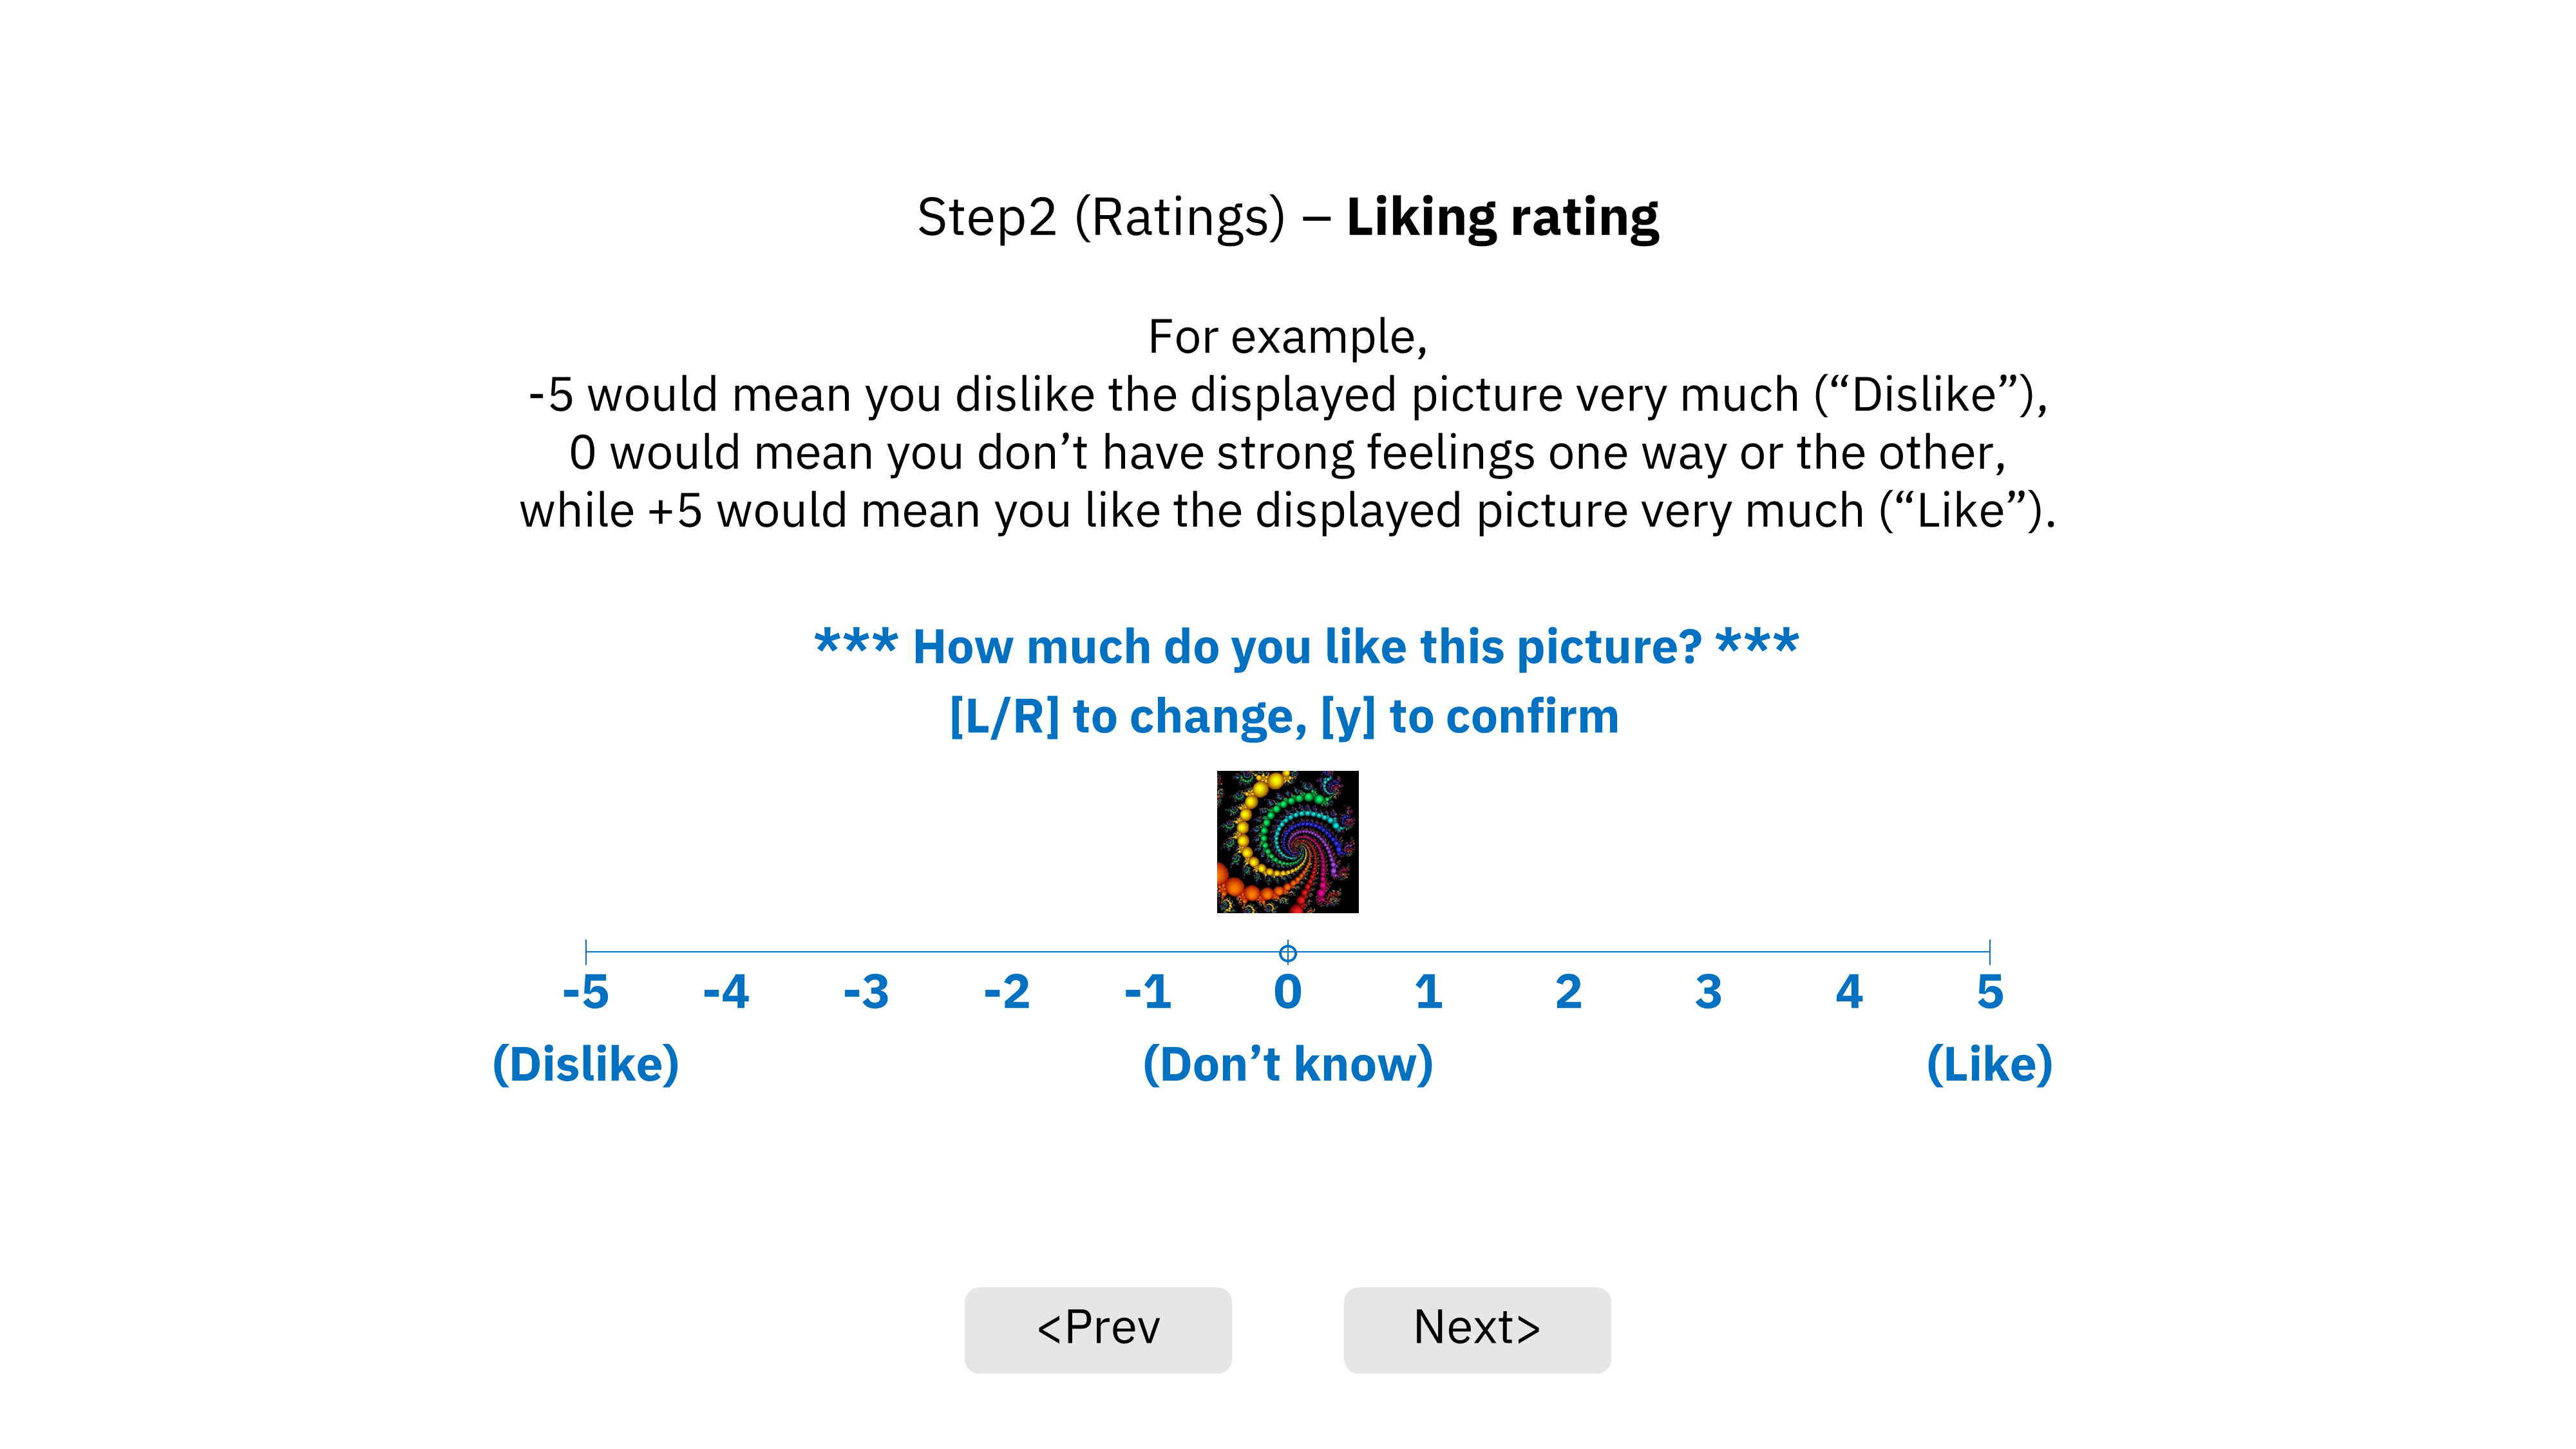 Step2 (Ratings) – Liking rating
For example,
-5 would mean you dislike the displayed picture very much (“Dislike”),
0 would mean you don’t have strong feelings one way or the other,
while +5 would mean you like the displayed picture very much (“Like”).
*** How much do you like this picture? ***
[L/R] to change, [y] to confirm
-5 -4 -3 -2 -1 0 1 2 3 4 5
(Dislike) (Don’t know) (Like)
<Prev Next>